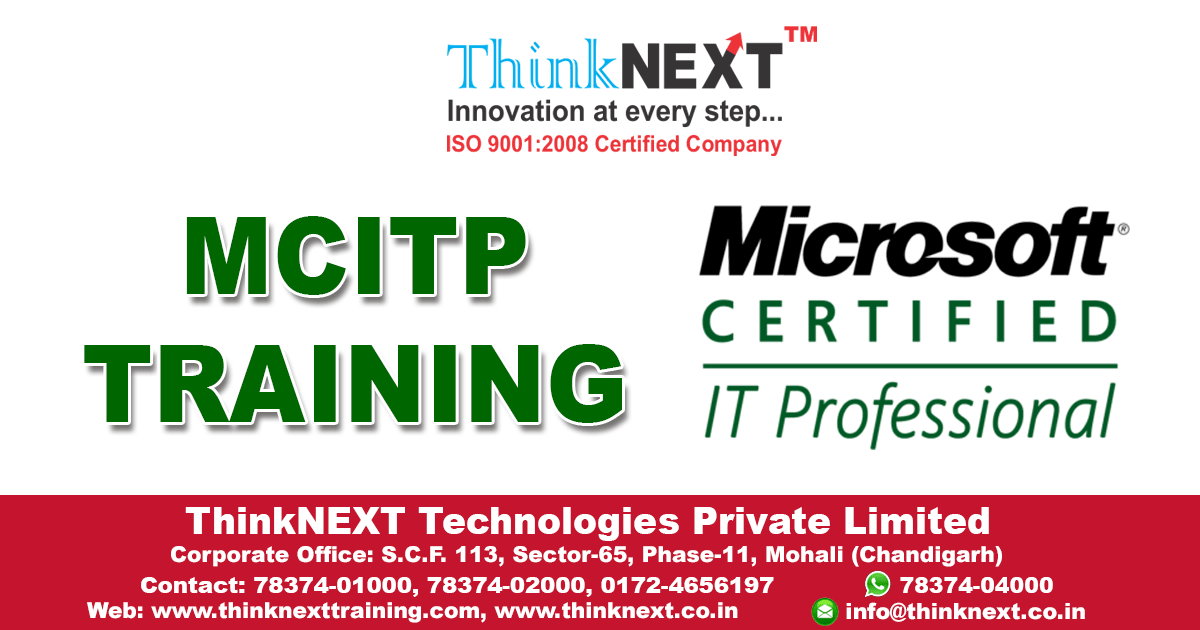 ThinkNEXT™
Innovation at every step...
ISO 9001:2008 Certified Company
MCITP
TRAINING
Microsoft®
CERTIFIED
IT Professional
ThinkNEXT Technologies Private Limited
Corporate Office: S.C.F. 113, Sector-65, Phase-11, Mohali (Chandigarh)
Contact: 78374-01000, 78374-02000, 0172-4656197 78374-04000
Web: www.thinknexttraining.com, www.thinknext.co.in info@thinknext.co.in